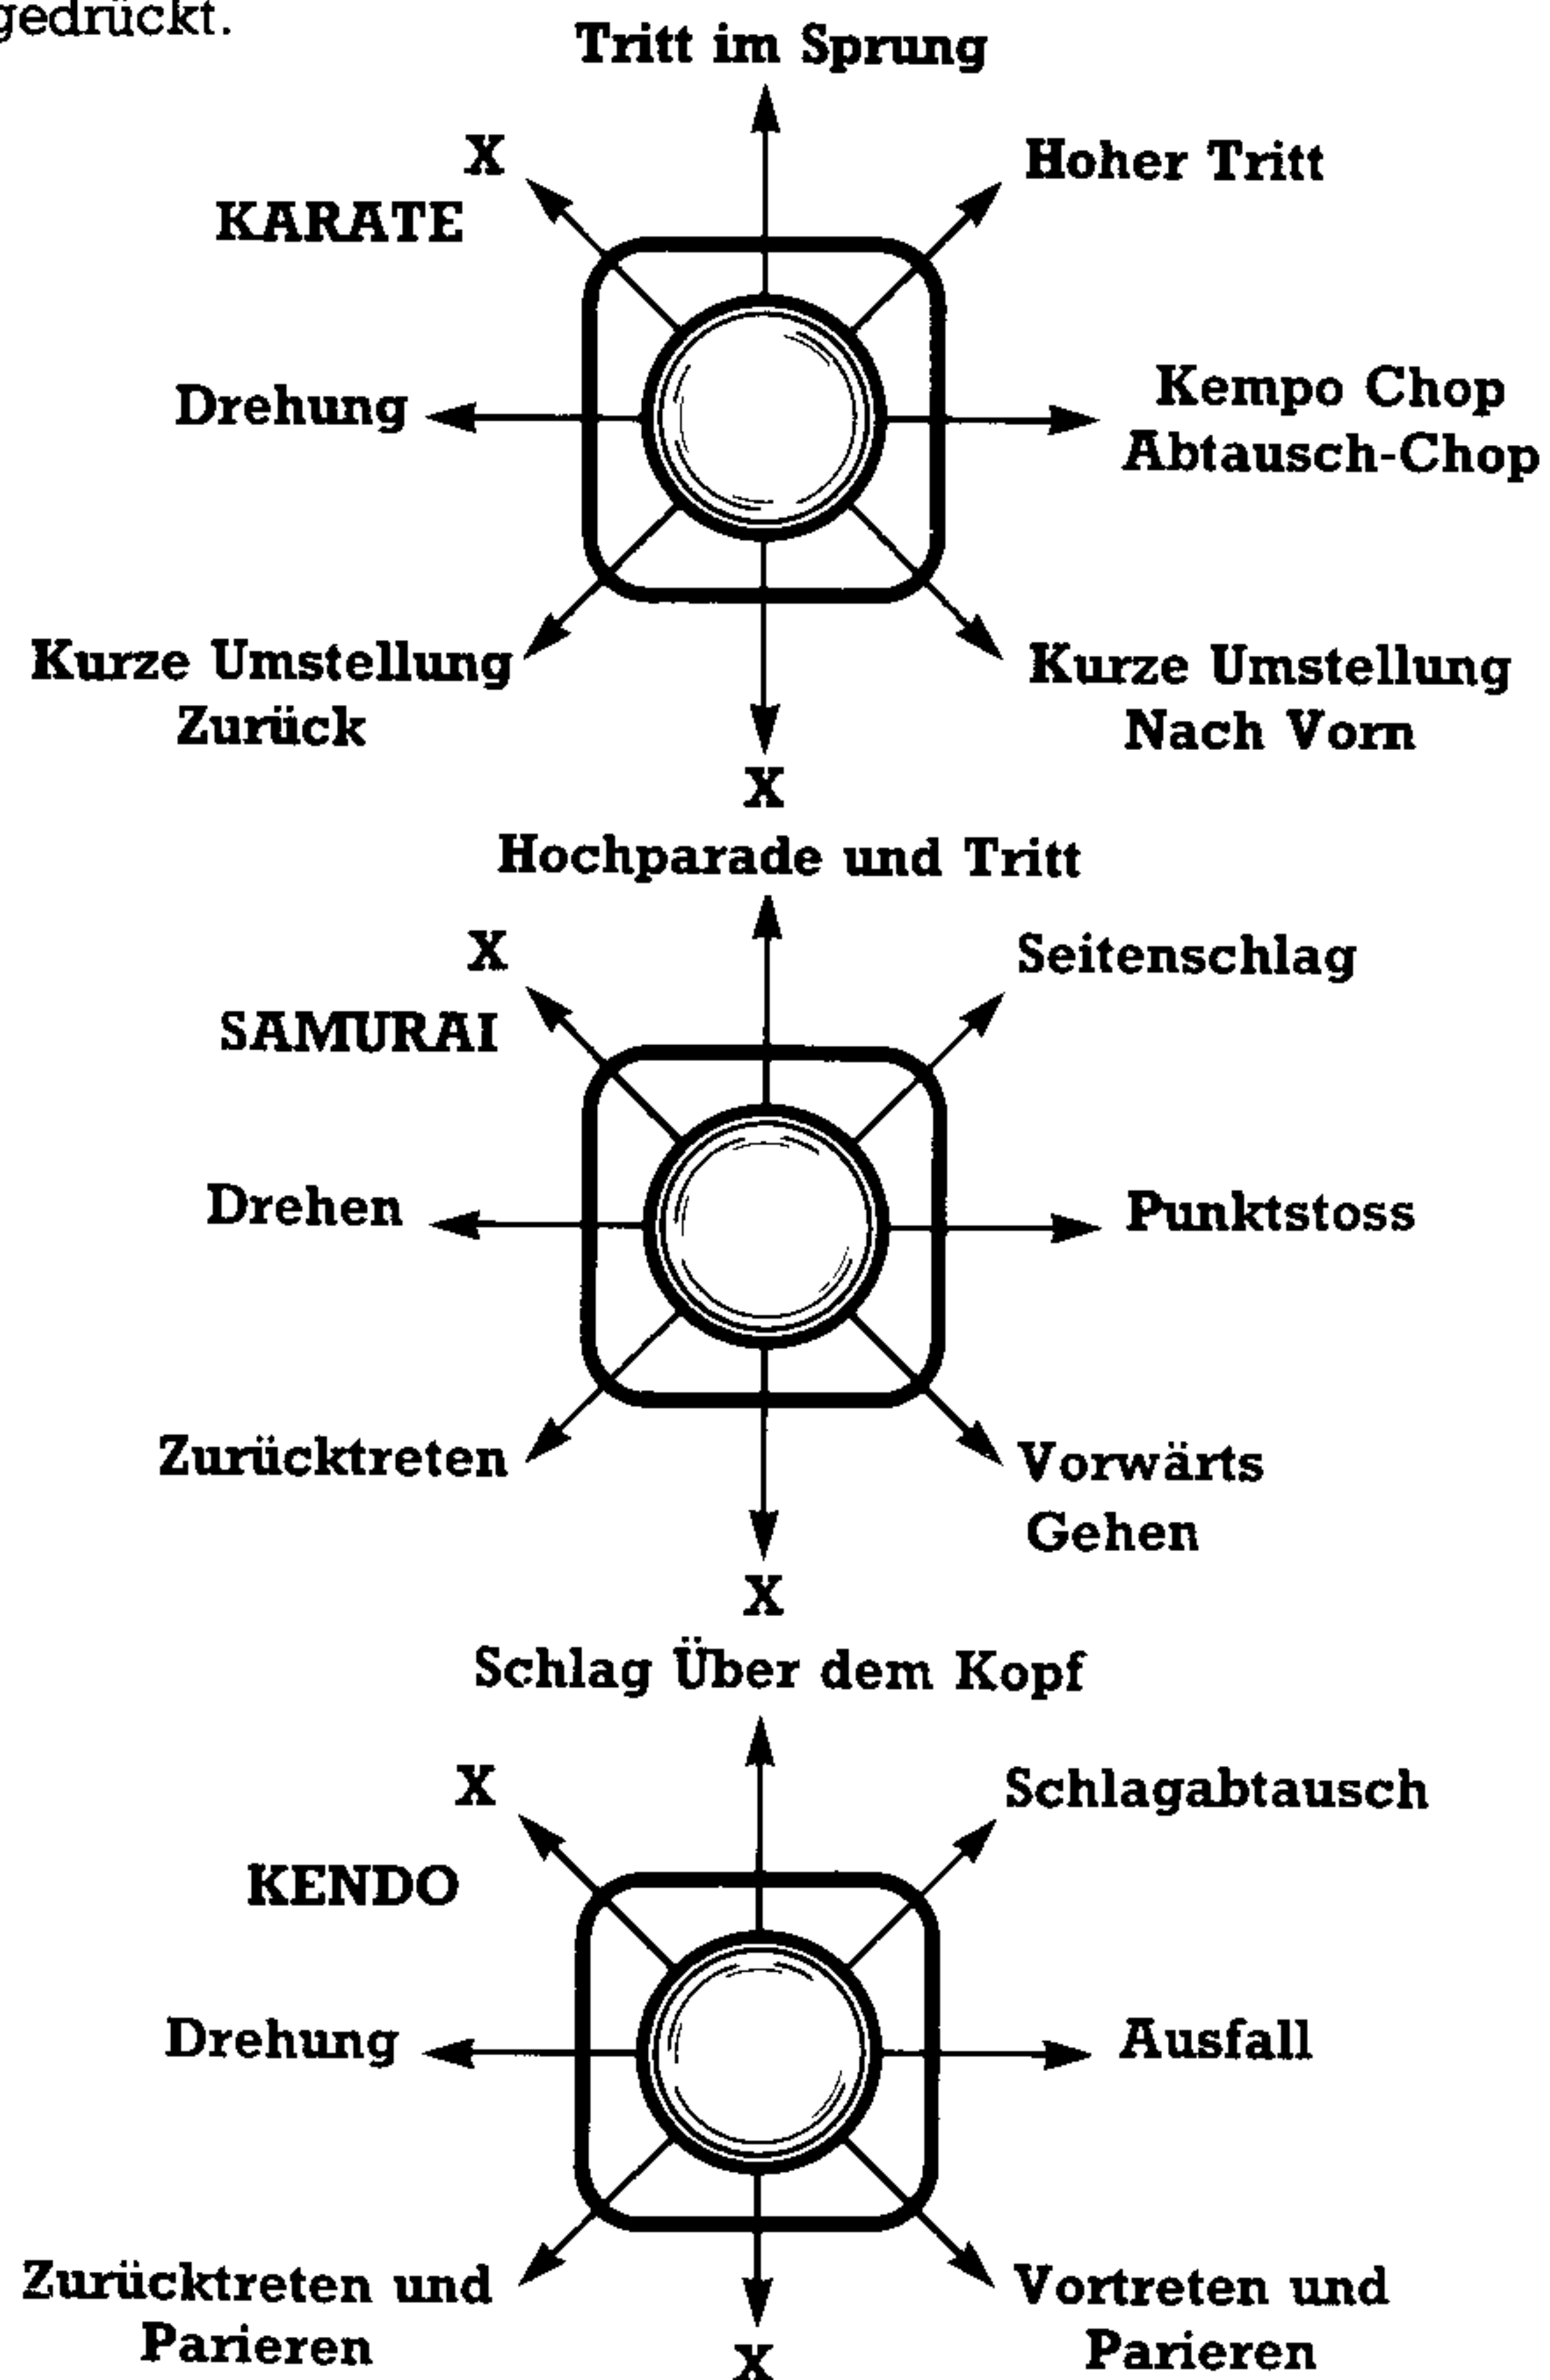 gedrückt.
Tritt im Sprung
X
Hoher Tritt
KARATE
Drehung
Kempo Chop
Abtausch-Chop
Kurze Umstellung
Zurück
Kurze Umstellung
Nach Vorn
X
Hochparade und Tritt
X
Seitenschlag
SAMURAI
Drehen
Punktstoss
Zurücktreten
Vorwärts
Gehen
X
Schlag Über dem Kopf
X
Schlagabtausch
KENDO
Drehung
Ausfall
Zurücktreten und
Parieren
Vortreten und
Parieren
X